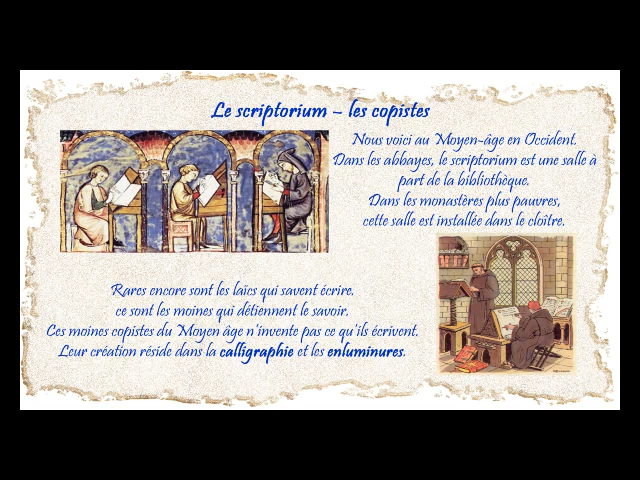 Le scriptorium – les copistes
Nous voici au Moyen-âge en Occident.
Dans les abbayes, le scriptorium est une salle à
part de la bibliothèque.
Dans les monastères plus pauvres,
cette salle est installée dans le cloître.
Rares encore sont les laïcs qui savent écrire,
ce sont les moines qui détiennent le savoir.
Ces moines copistes du Moyen âge n'invente pas ce qu'ils écrivent.
Leur création réside dans la calligraphie et les enluminures.